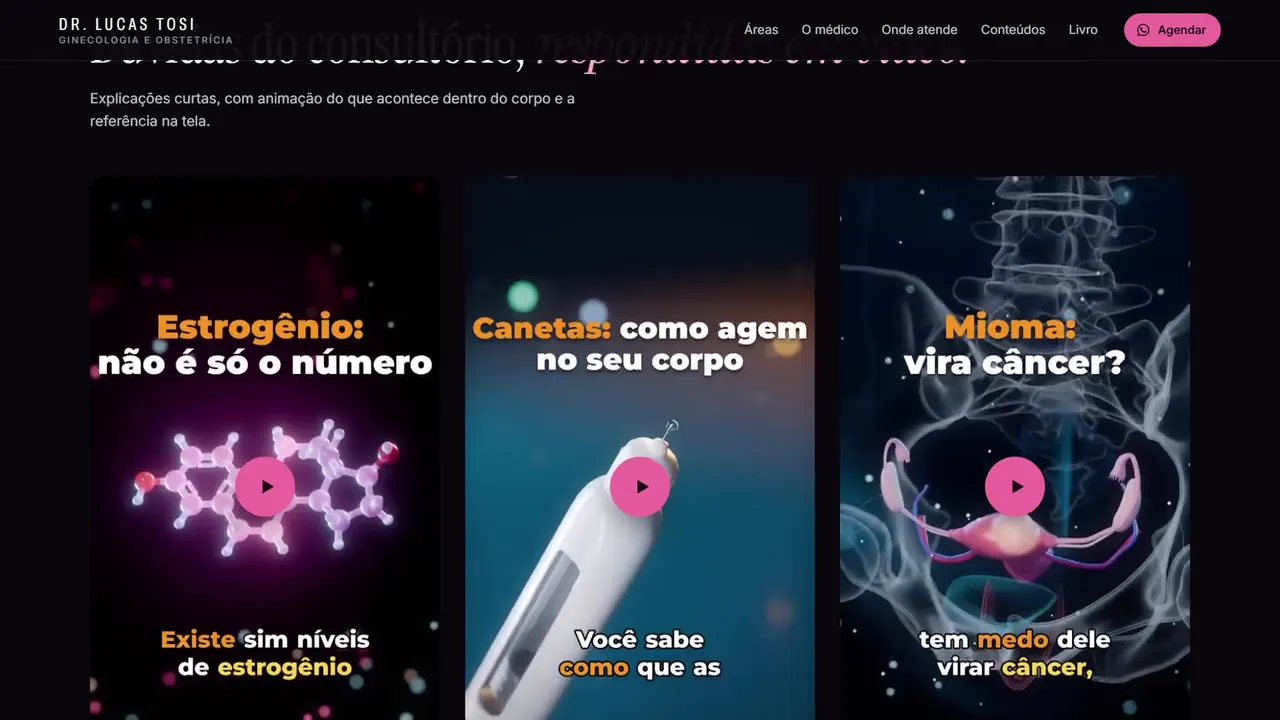 DR. LUCAS TOSI
GINECOLOGIA E OBSTETRÍCIA
Áreas
O médico
Onde atende
Conteúdos
Livro
Agendar
do consultório,
Explicações curtas, com animação do que acontece dentro do corpo e a
referência na tela.
Estrogênio:
não é só o número
Existe sim níveis
de estrogênio
Canetas: como agem
no seu corpo
Você sabe
como que as
Mioma:
vira câncer?
tem medo dele
virar câncer,